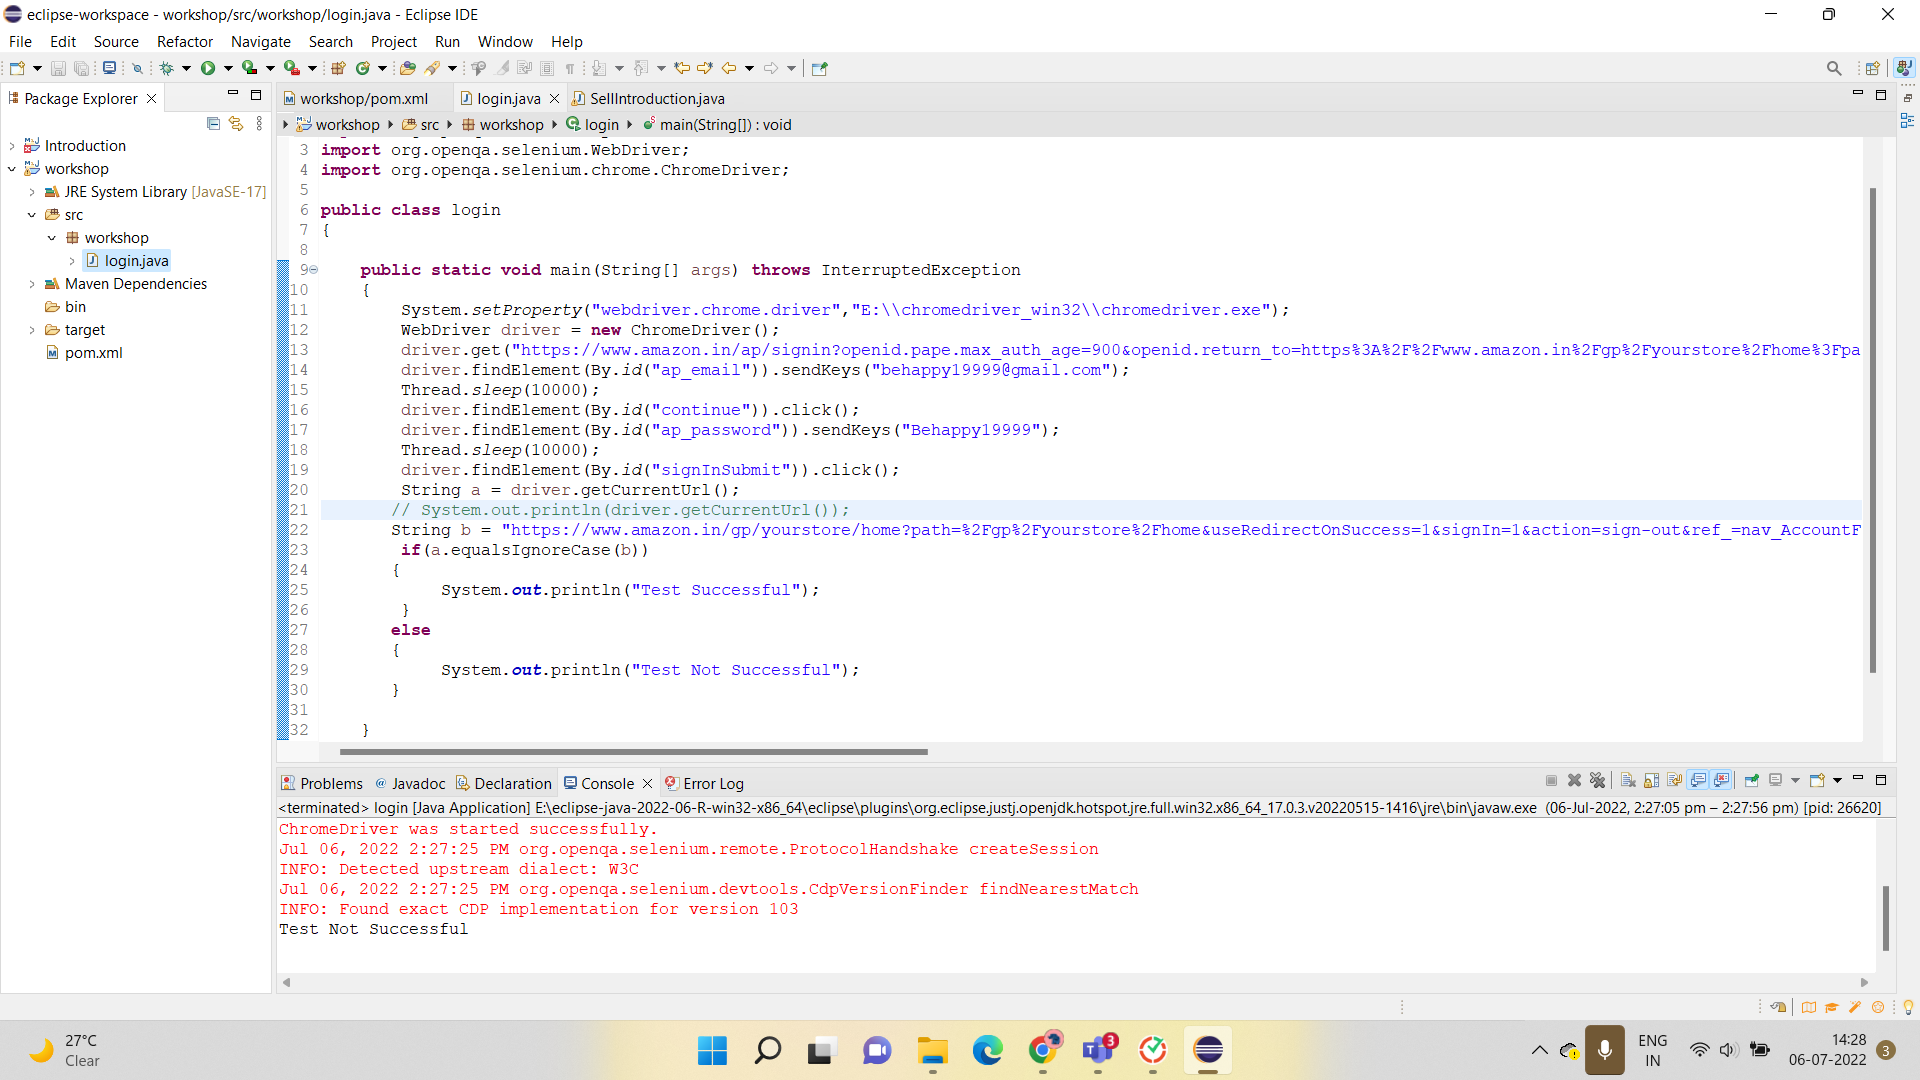 eclipse-workspace - workshop/src/workshop/login.java - Eclipse IDE
File Edit Source Refactor Navigate Search Project Run Window Help
Package Explorer
workshop/pom.xml login.java SellIntroduction.java
workshop src workshop login main(String[]) : void
Introduction
workshop
JRE System Library [JavaSE-17]
src
workshop
login.java
Maven Dependencies
bin
target
pom.xml
3 import org.openqa.selenium.WebDriver;
4 import org.openqa.selenium.chrome.ChromeDriver;
5
6 public class login
7 {
8
9 public static void main(String[] args) throws InterruptedException
10 {
11 System.setProperty("webdriver.chrome.driver","E:\\chromedriver_win32\\chromedriver.exe");
12 WebDriver driver = new ChromeDriver();
13 driver.get("https://www.amazon.in/ap/signin?openid.pape.max_auth_age=900&openid.return_to=https%3A%2F%2Fwww.amazon.in%2Fgp%2Fyourstore%2Fhome%3Fpa
14 driver.findElement(By.id("ap_email")).sendKeys("behappy19999@gmail.com");
15 Thread.sleep(10000);
16 driver.findElement(By.id("continue")).click();
17 driver.findElement(By.id("ap_password")).sendKeys("Behappy19999");
18 Thread.sleep(10000);
19 driver.findElement(By.id("signInSubmit")).click();
20 String a = driver.getCurrentUrl();
21 // System.out.println(driver.getCurrentUrl());
22 String b = "https://www.amazon.in/gp/yourstore/home?path=%2Fgp%2Fyourstore%2Fhome&useRedirectOnSuccess=1&signIn=1&action=sign-out&ref_=nav_AccountF
23 if(a.equalsIgnoreCase(b))
24 {
25 System.out.println("Test Successful");
26 }
27 else
28 {
29 System.out.println("Test Not Successful");
30 }
31
32 }
Problems Javadoc Declaration Console Error Log
<terminated> login [Java Application] E:\eclipse-java-2022-06-R-win32-x86_64\eclipse\plugins\org.eclipse.justj.openjdk.hotspot.jre.full.win32.x86_64_17.0.3.v20220515-1416\jre\bin\javaw.exe (06-Jul-2022, 2:27:05 pm – 2:27:56 pm) [pid: 26620]
ChromeDriver was started successfully.
Jul 06, 2022 2:27:25 PM org.openqa.selenium.remote.ProtocolHandshake createSession
INFO: Detected upstream dialect: W3C
Jul 06, 2022 2:27:25 PM org.openqa.selenium.devtools.CdpVersionFinder findNearestMatch
INFO: Found exact CDP implementation for version 103
Test Not Successful
27°C
Clear
3
ENG
IN
14:28
06-07-2022
3